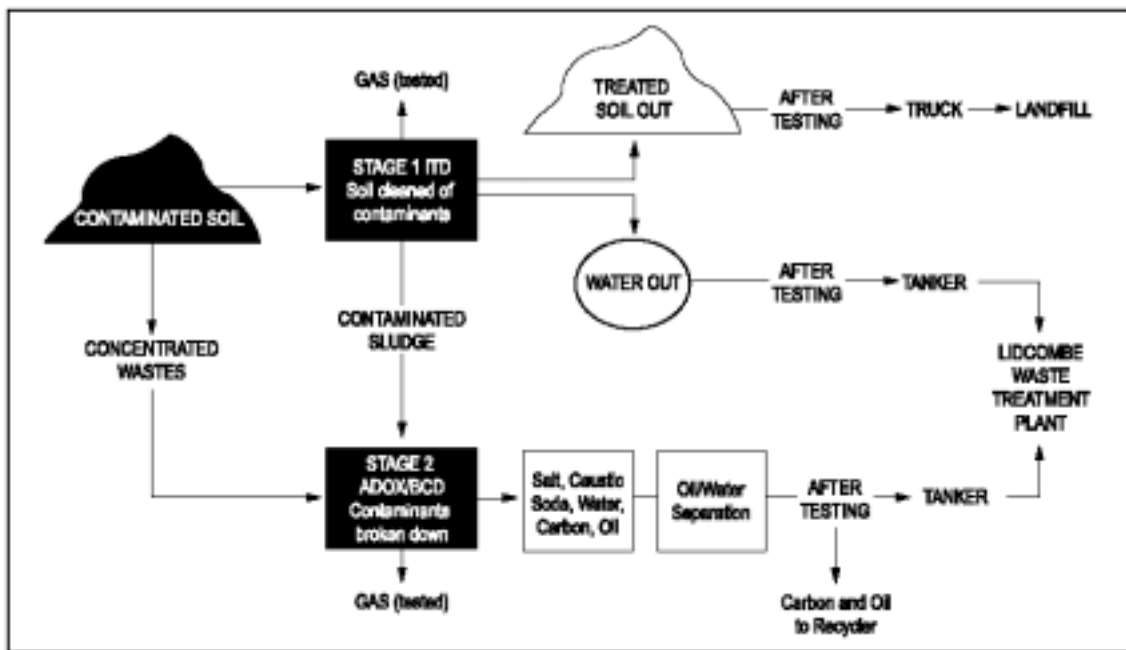 GAS (tested)
TREATED
SOIL OUT
AFTER
TESTING
TRUCK
LANDFILL
CONTAMINATED SOIL
STAGE 1 ITD
Soil cleaned of
contaminants
WATER OUT
AFTER
TESTING
TANKER
CONTAMINATED
SLUDGE
CONCENTRATED
WASTES
LIDCOMBE
WASTE
TREATMENT
PLANT
STAGE 2
ADOX/BCD
Contaminants
broken down
Salt, Caustic
Soda, Water,
Carbon, Oil
Oil/Water
Separation
AFTER
TESTING
TANKER
GAS (tested)
Carbon and Oil
to Recycler